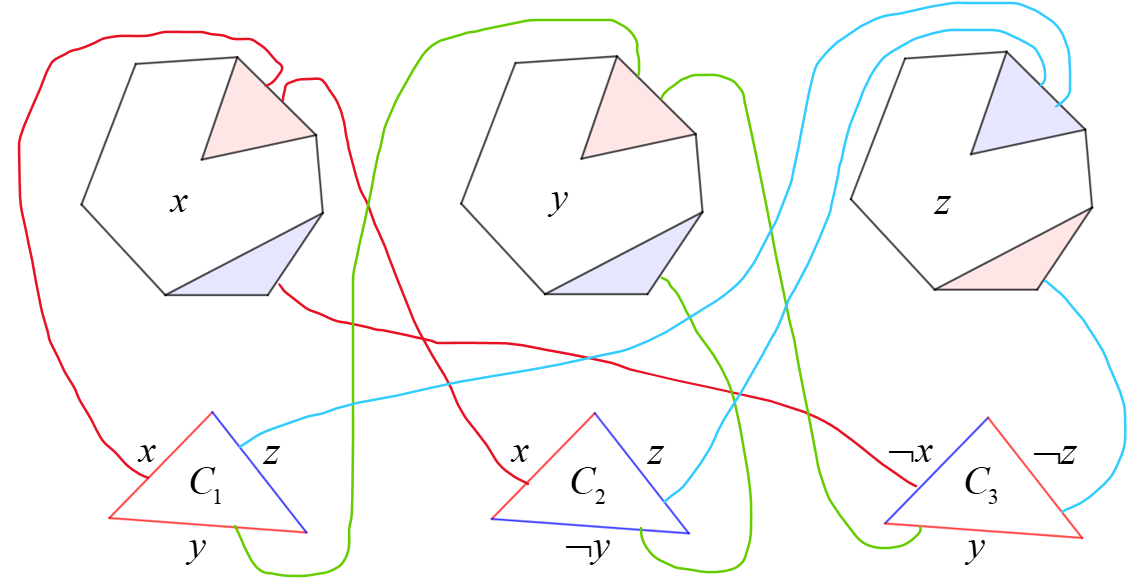 x y z
x C₁ z x C₂ z ¬x C₃ ¬z
y ¬y y